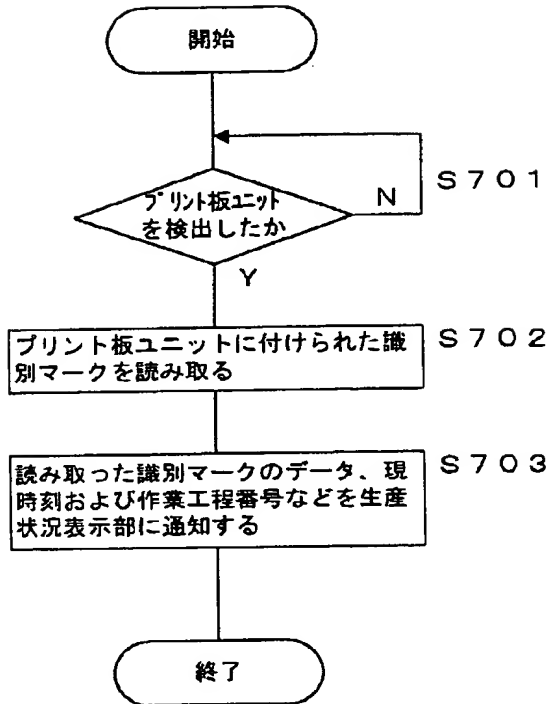 開始
S701
プリント板ユニット
を検出したか
N
Y
プリント板ユニットに付けられた識
別マークを読み取る
S702
読み取った識別マークのデータ、現
時刻および作業工程番号などを生産
状況表示部に通知する
S703
終了